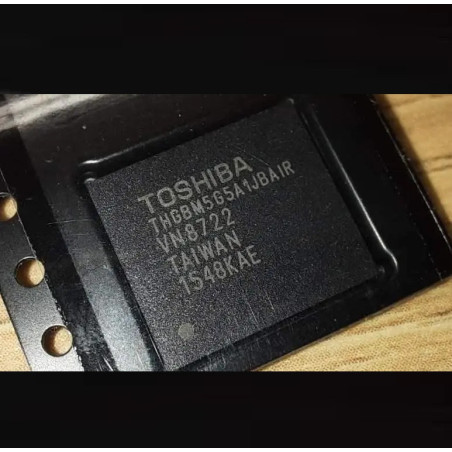 TOSHIBA
THGBM5G5A1JBAIR
VN8722
TAIWAN
1548KAE